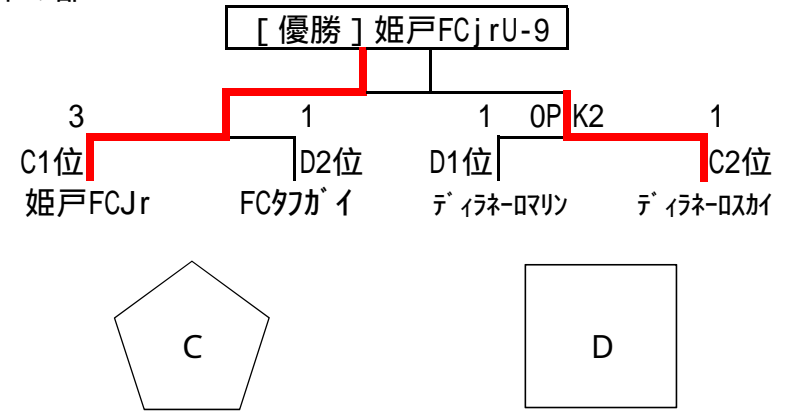 [ 優勝 ] 姫戸FCjrU-9
3 1 1 0PK2 1
C1位 D2位 D1位 C2位
姫戸FCJr FCﾀﾌｶﾞｲ ﾃﾞｨﾗﾈｰﾛﾏﾘﾝ ﾃﾞｨﾗﾈｰﾛｽｶｲ
C D